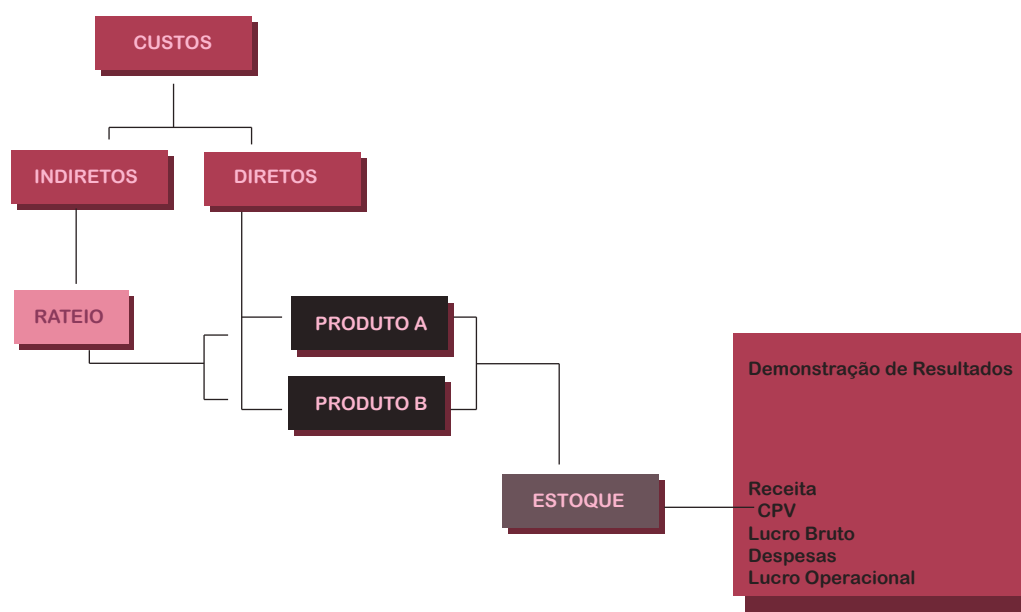 CUSTOS
INDIRETOS
DIRETOS
RATEIO
PRODUTO A
PRODUTO B
ESTOQUE
Demonstração de Resultados
Receita
CPV
Lucro Bruto
Despesas
Lucro Operacional